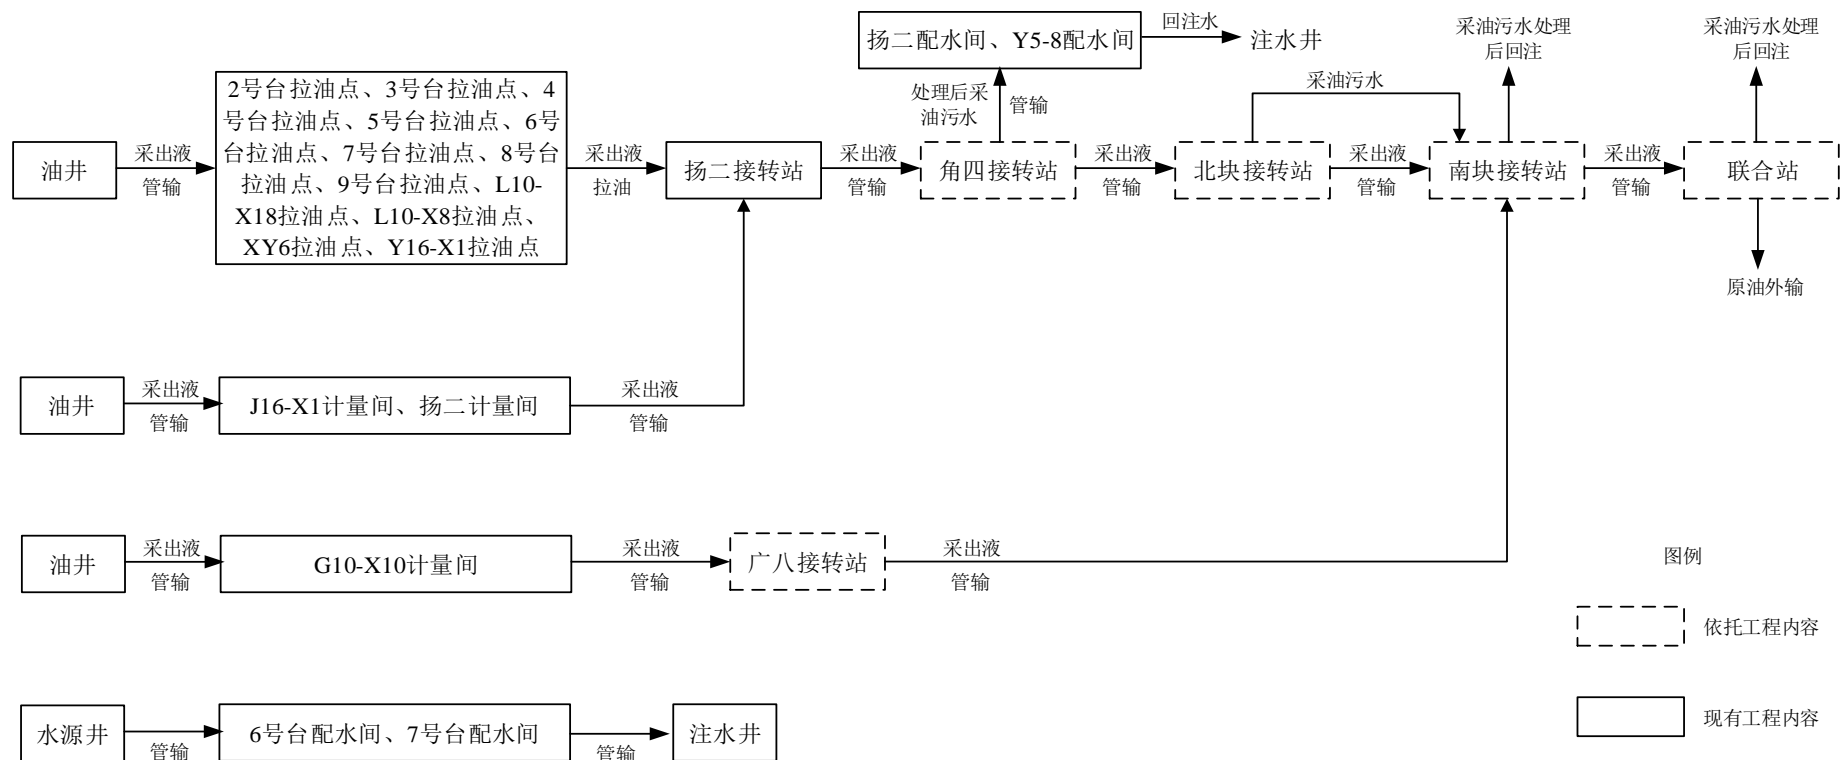 扬二配水间、Y5-8配水间
回注水
注水井
采油污水处理
后回注
采油污水处理
后回注
处理后采
油污水
管输
采油污水
油井
采出液
管输
2号台拉油点、3号台拉油点、4
号台拉油点、5号台拉油点、6号
台拉油点、7号台拉油点、8号台
拉油点、9号台拉油点、L10-
X18拉油点、L10-X8拉油点、
XY6拉油点、Y16-X1拉油点
采出液
拉油
扬二接转站
采出液
管输
角四接转站
采出液
管输
北块接转站
采出液
管输
南块接转站
采出液
管输
联合站
原油外输
油井
采出液
管输
J16-X1计量间、扬二计量间
采出液
管输
油井
采出液
管输
G10-X10计量间
采出液
管输
广八接转站
采出液
管输
图例
依托工程内容
现有工程内容
水源井
管输
6号台配水间、7号台配水间
管输
注水井